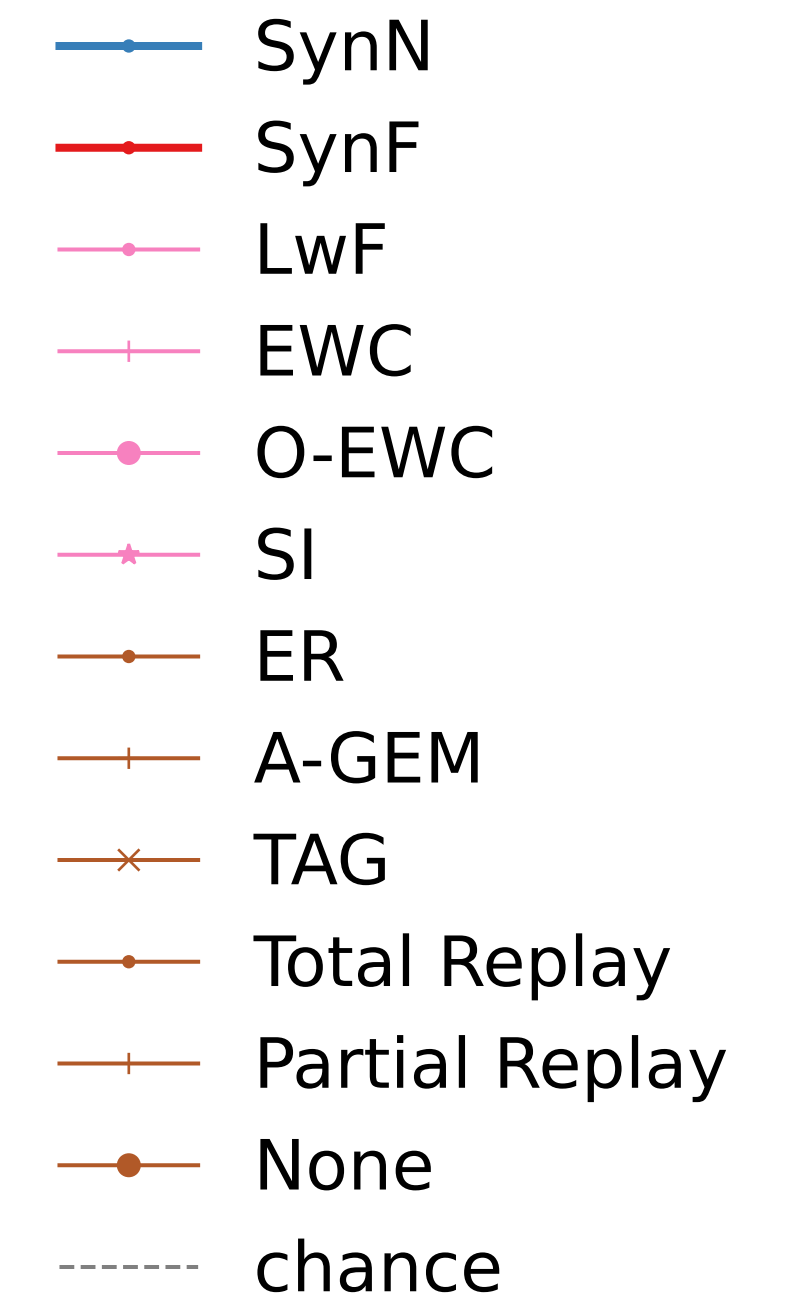 SynN
SynF
LwF
EWC
O-EWC
SI
ER
A-GEM
TAG
Total Replay
Partial Replay
None
chance